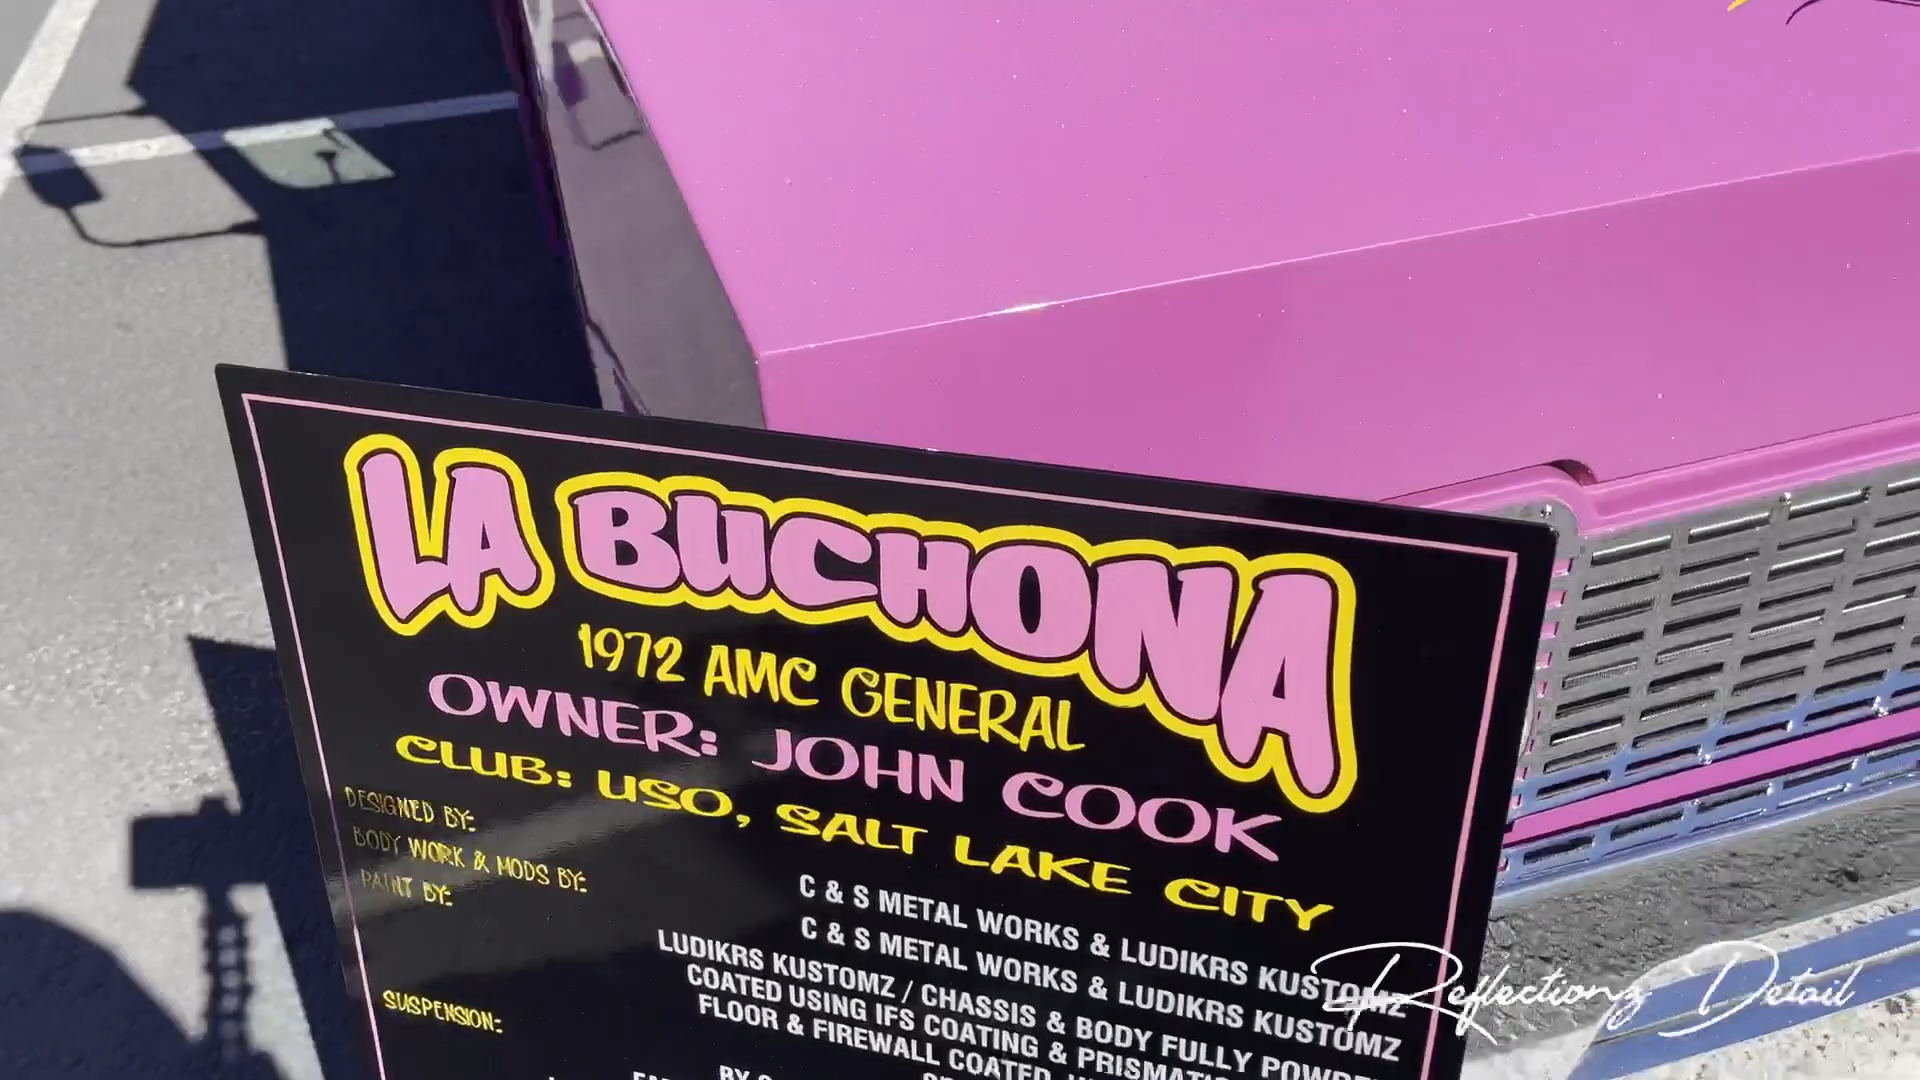 LA BUCHONA
1972 AMC GENERAL
OWNER: JOHN COOK
CLUB: USO, SALT LAKE CITY
DESIGNED BY: C & S METAL WORKS & LUDIKRS KUSTOMZ
BODY WORK & MODS BY: C & S METAL WORKS & LUDIKRS KUSTOMZ
PAINT BY: LUDIKRS KUSTOMZ / CHASSIS & BODY FULLY
COATED USING IFS COATING &
FLOOR & FIREWALL COATED
SUSPENSION:
BY
Reflectionz Detail